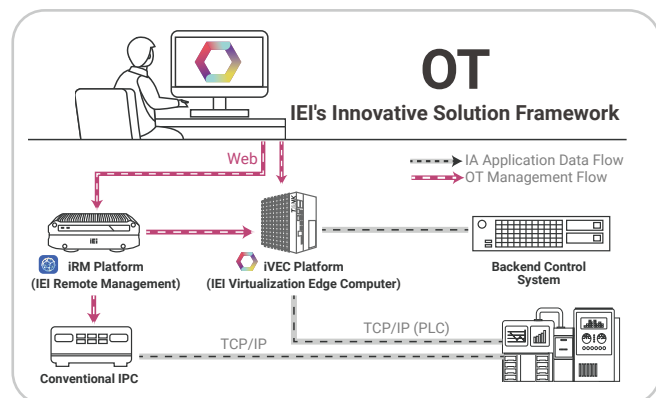 OT
IEI's Innovative Solution Framework
Web
IA Application Data Flow
OT Management Flow
iEi
iRM Platform
(IEI Remote Management)
iVEC Platform
(IEI Virtualization Edge Computer)
Backend Control
System
TCP/IP (PLC)
TCP/IP
Conventional IPC